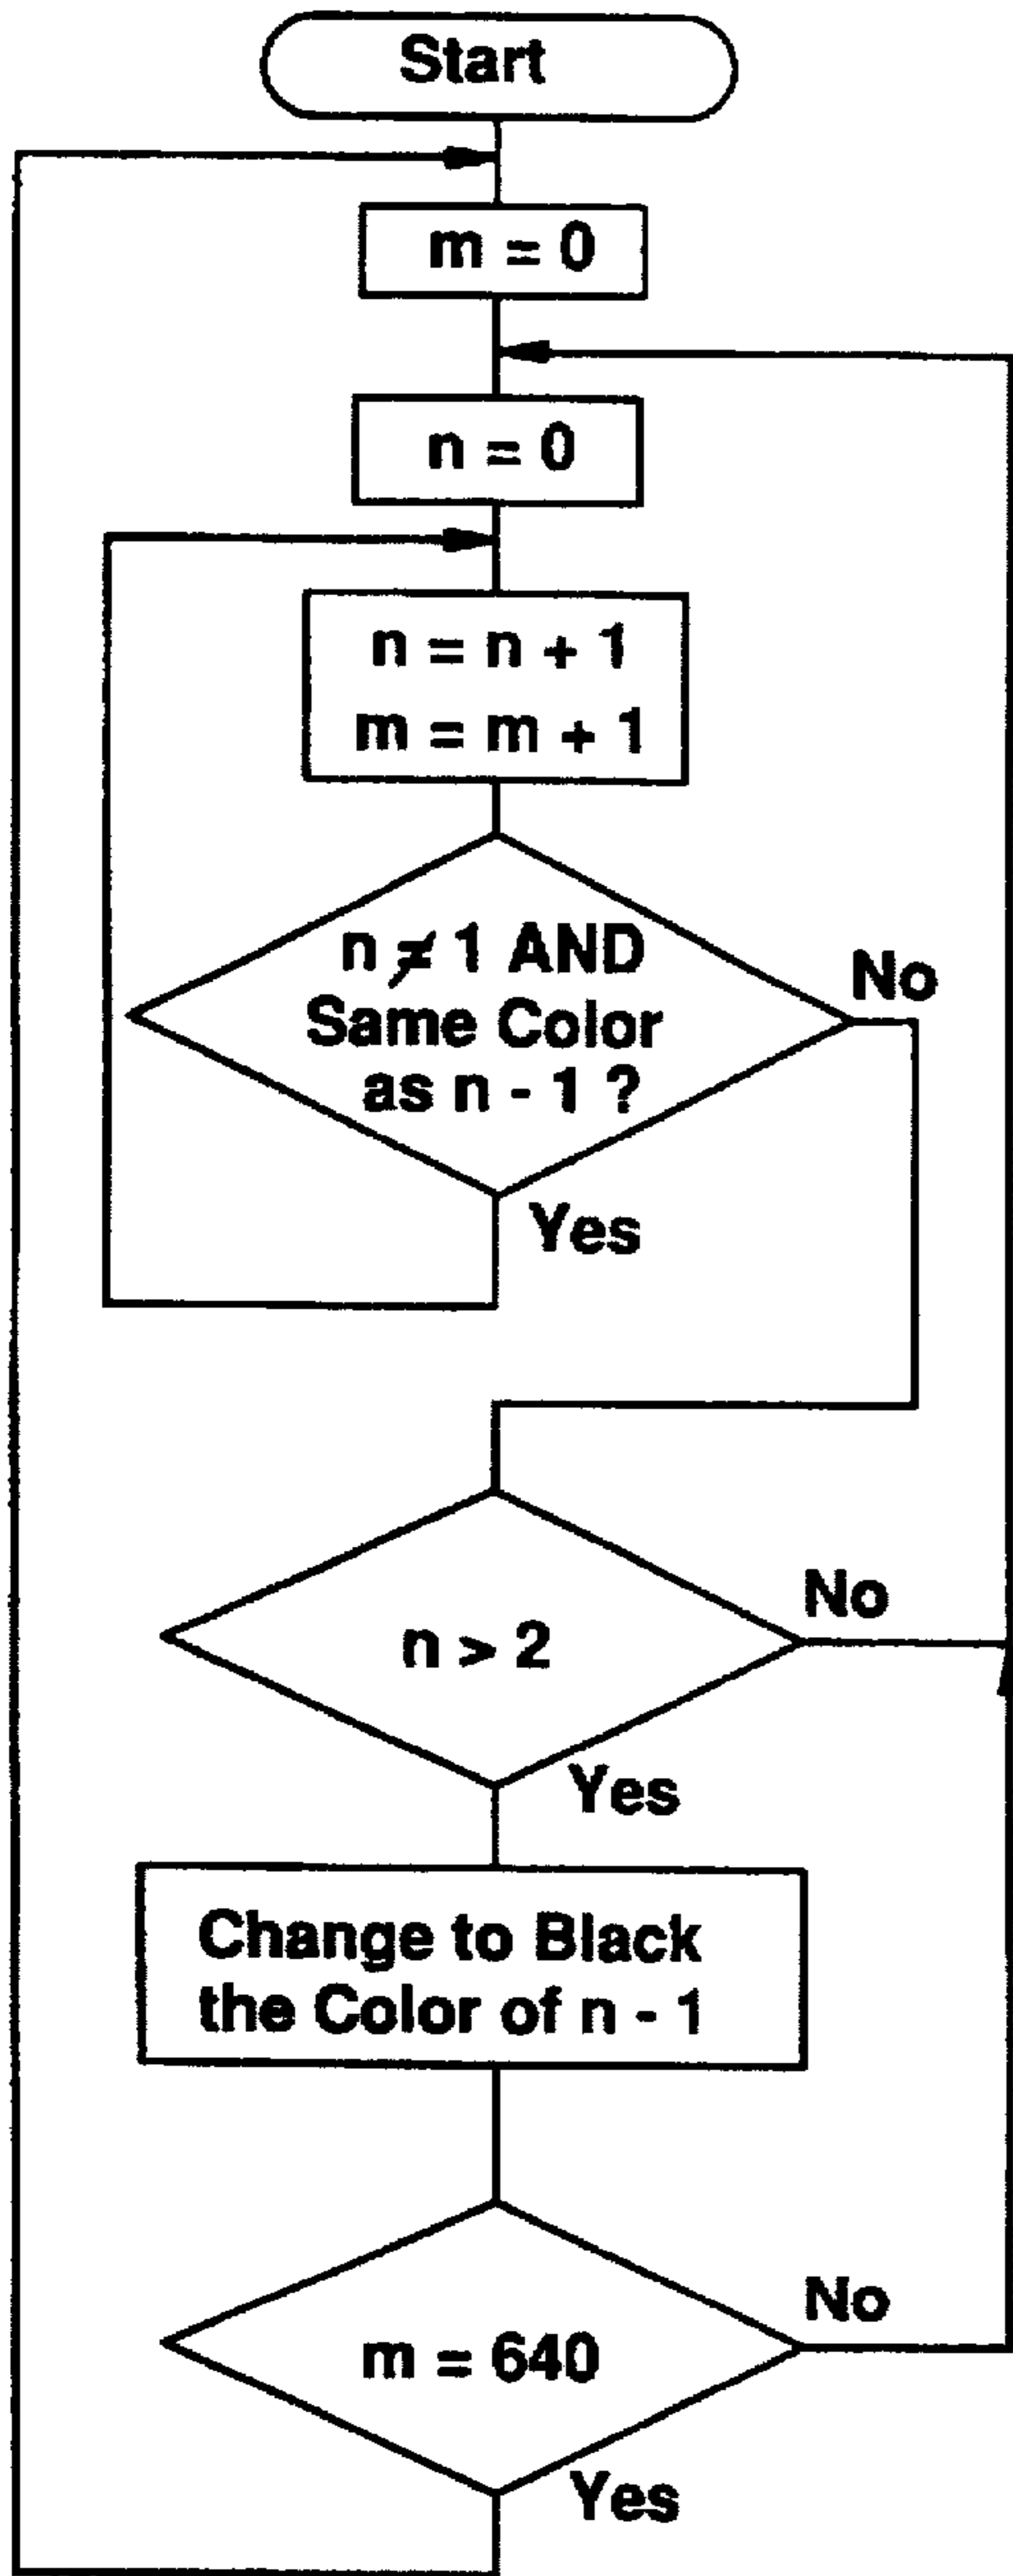 Start
m = 0
n = 0
n = n + 1
m = m + 1
n ≠ 1 AND
Same Color
as n - 1 ?
No
Yes
n > 2
No
Yes
Change to Black
the Color of n - 1
m = 640
No
Yes